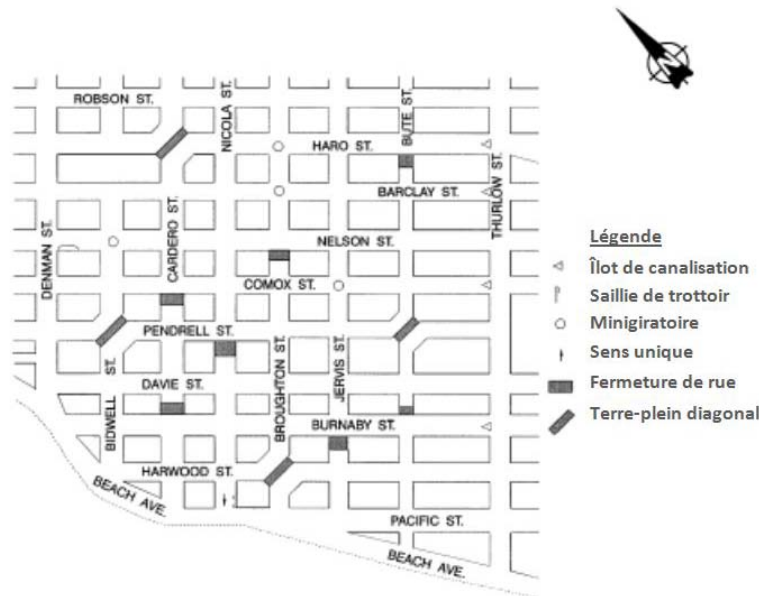 N
ROBSON ST.
NICOLA ST.
BUTE ST.
HARO ST.
THURLOW ST.
BARCLAY ST.
CARDERO ST.
DENMAN ST.
NELSON ST.
COMOX ST.
PENDRELL ST.
BROUGHTON ST.
JERVIS ST.
DAVIE ST.
BIDWELL ST.
BURNABY ST.
HARWOOD ST.
BEACH AVE.
PACIFIC ST.
BEACH AVE.
Légende
Îlot de canalisation
Saillie de trottoir
Minigiratoire
Sens unique
Fermeture de rue
Terre-plein diagonal